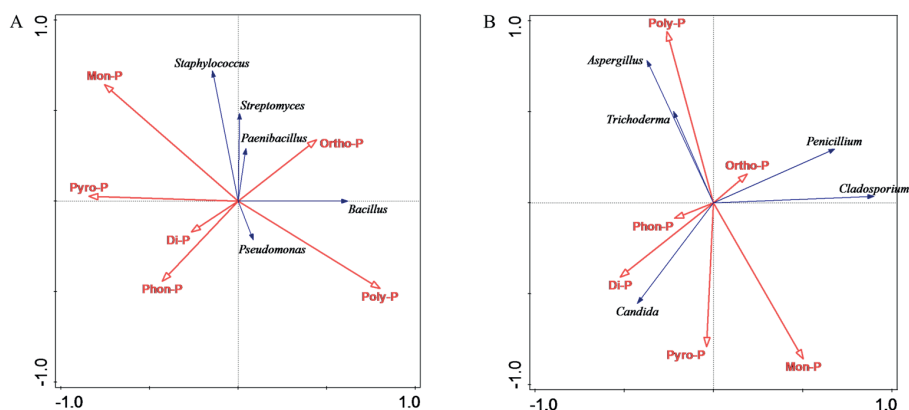 A
1.0
-1.0
-1.0
1.0
Staphylococcus
Mon-P
Streptomyces
Paenibacillus
Ortho-P
Pyro-P
Bacillus
Di-P
Pseudomonas
Phon-P
Poly-P
B
1.0
-1.0
-1.0
1.0
Poly-P
Aspergillus
Trichoderma
Penicillium
Ortho-P
Cladosporium
Phon-P
Di-P
Candida
Pyro-P
Mon-P